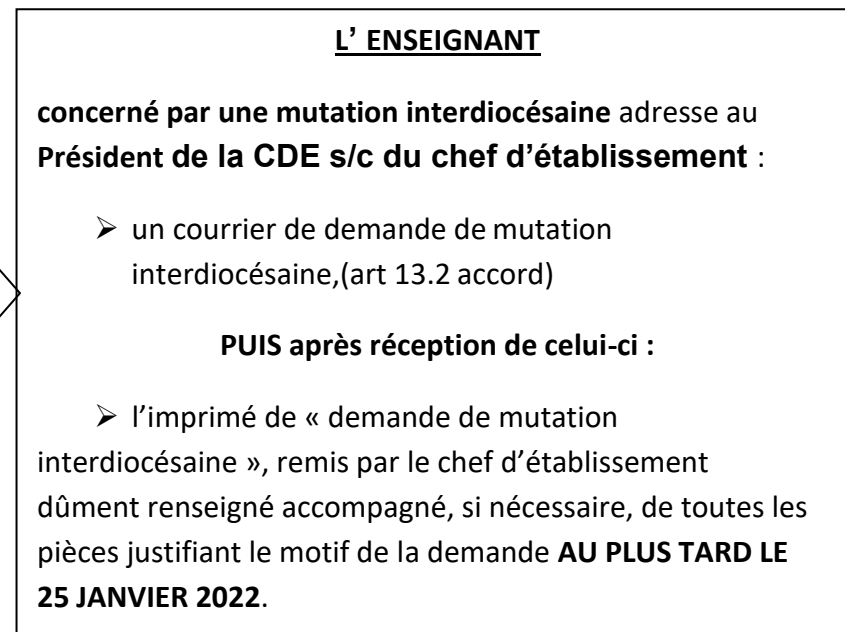 L’ ENSEIGNANT
concerné par une mutation interdiocésaine adresse au
Président de la CDE s/c du chef d’établissement :
➢ un courrier de demande de mutation
interdiocésaine,(art 13.2 accord)
PUIS après réception de celui-ci :
➢ l’imprimé de « demande de mutation
interdiocésaine », remis par le chef d’établissement
dûment renseigné accompagné, si nécessaire, de toutes les
pièces justifiant le motif de la demande AU PLUS TARD LE
25 JANVIER 2022.